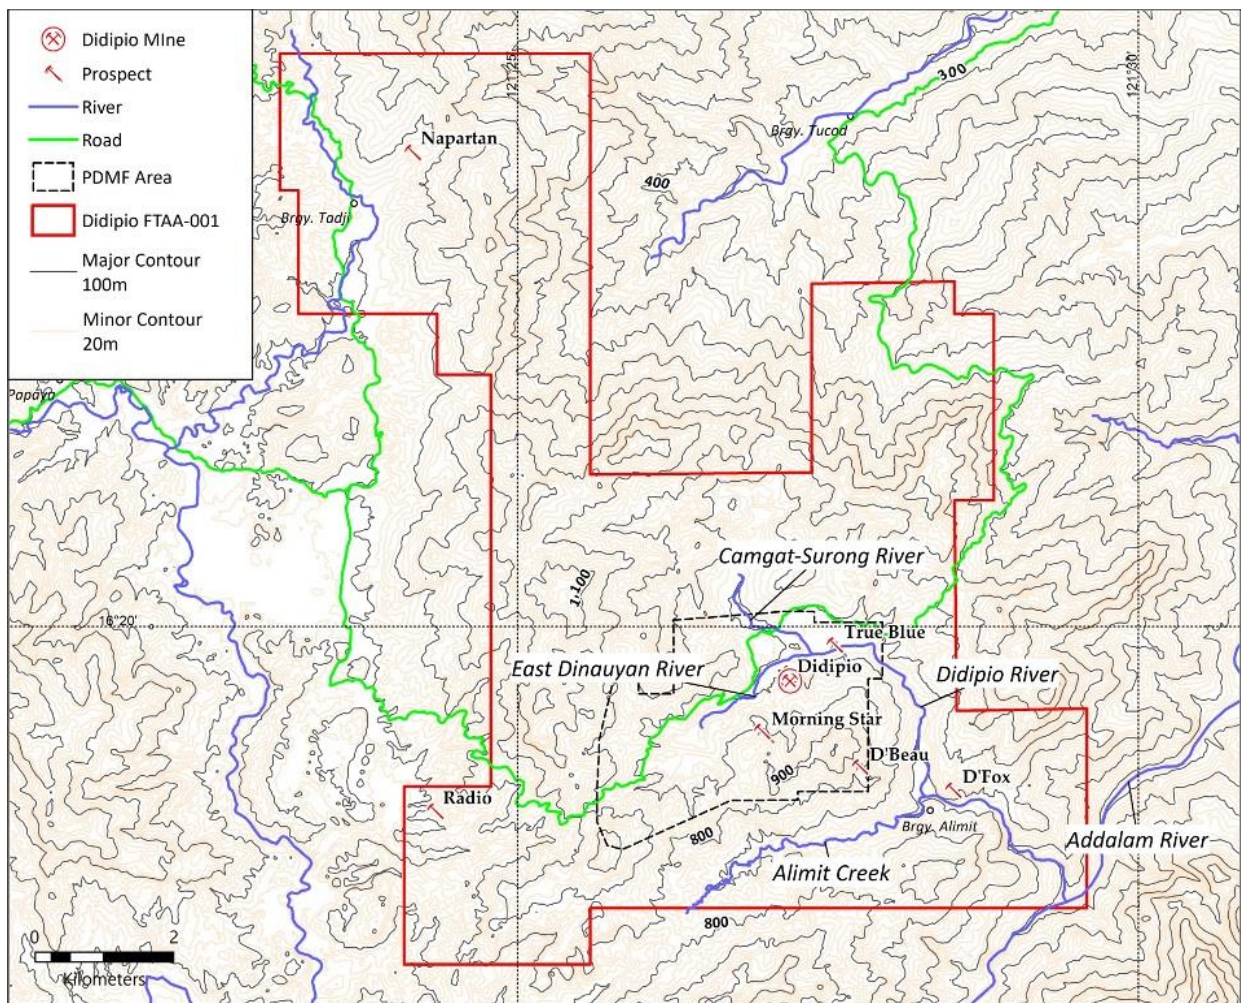 Didipio MIne
Prospect
River
Road
PDMF Area
Didipio FTAA-001
Major Contour
100m
Minor Contour
20m
121°25'
121°30'
300
Brgy. Tucod
Napartan
400
Brgy. Tadji
Papaya
Camgat-Surong River
1,100
16°20'
True Blue
East Dinauyan River
Didipio
Didipio River
Morning Star
D'Beau
900
D'Fox
Radio
Brgy. Alimit
800
Addalam River
Alimit Creek
800
0
2
Kilometers